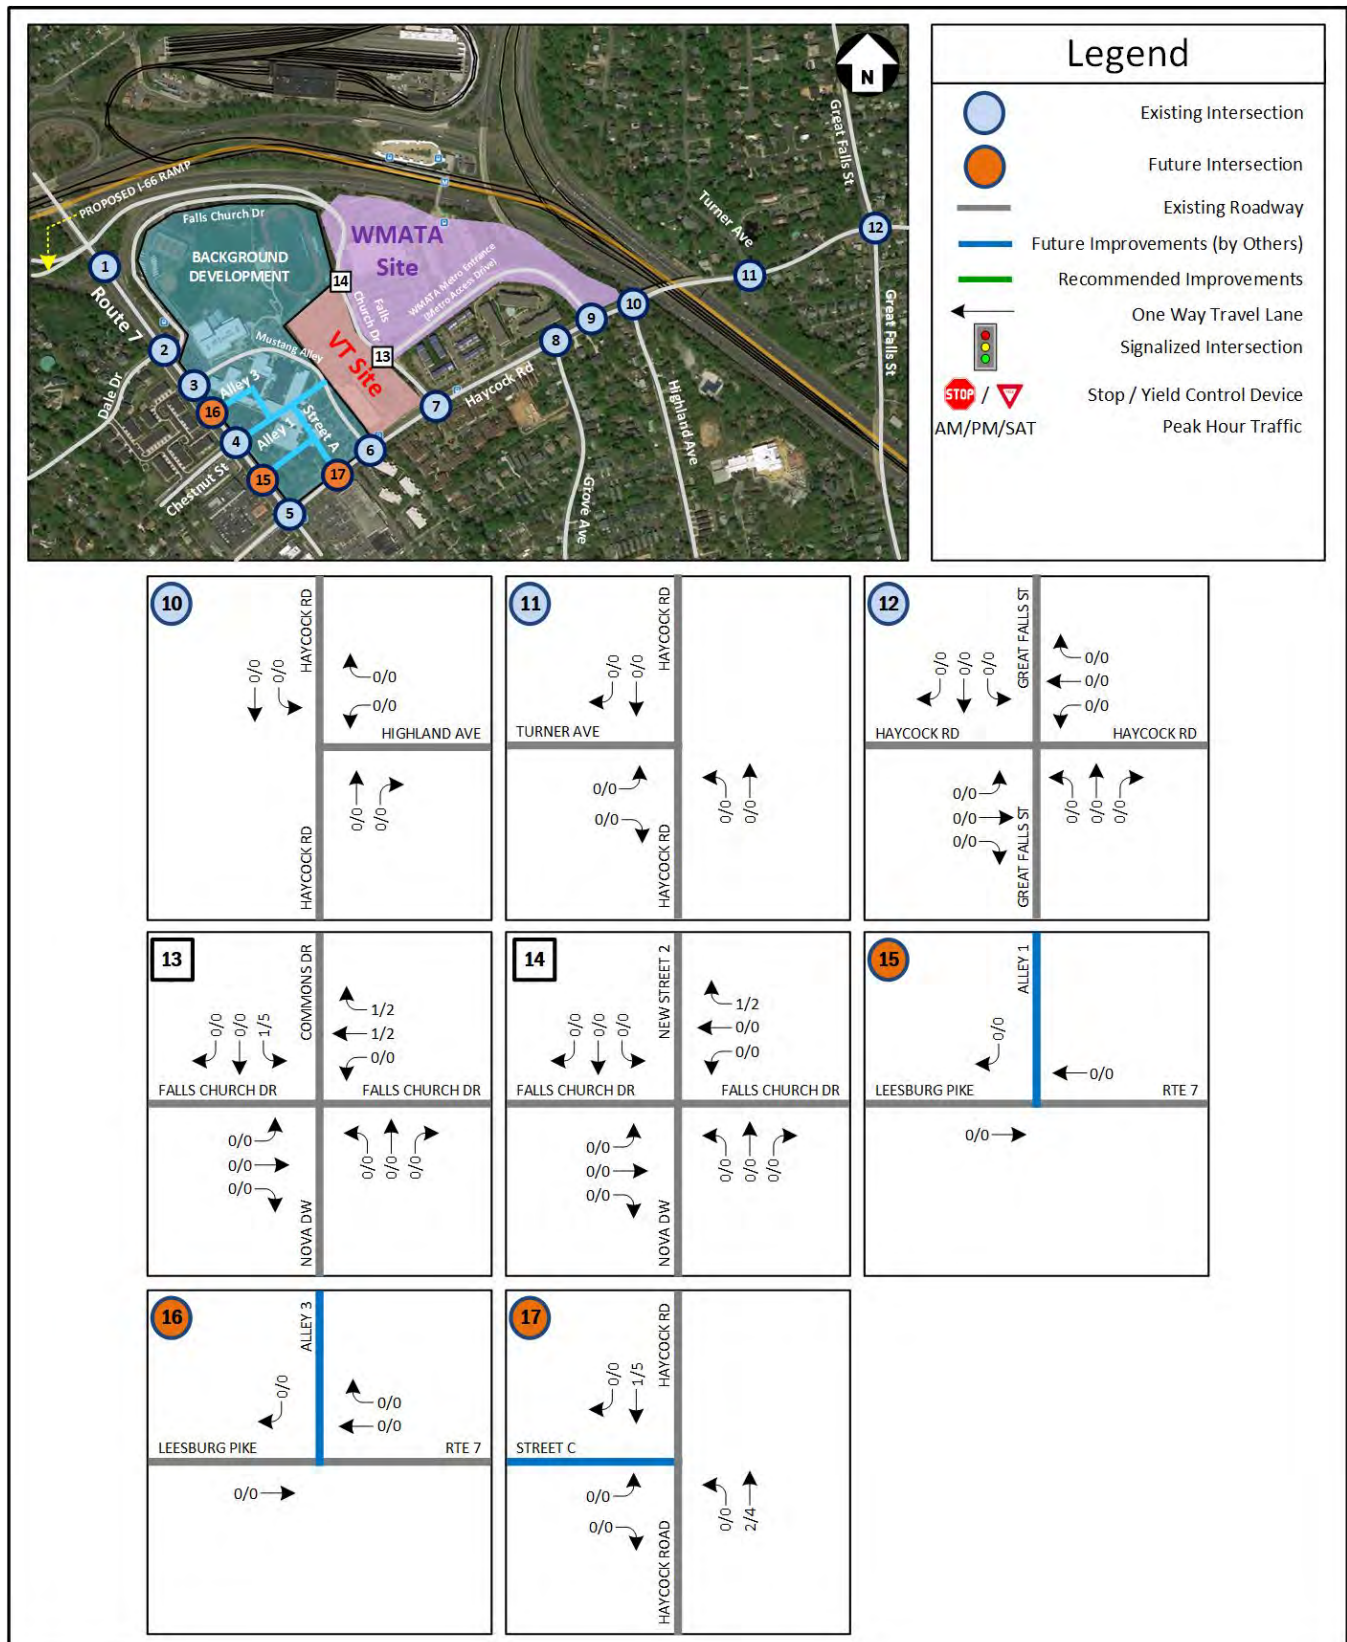 N
PROPOSED I-66 RAMP
Falls Church Dr
BACKGROUND
DEVELOPMENT
WMATA
Site
WMATA Metro Entrance
(Metro Access Drive)
Falls
Church Dr
VT Site
Mustang Alley
Route 7
Dale Dr
Alley 3
Alley 1
Street A
Chestnut St
Haycock Rd
Grove Ave
Highland Ave
Turner Ave
Great Falls St
Great Falls St
1
2
3
16
4
15
5
17
6
7
13
14
8
9
10
11
12
Legend
Existing Intersection
Future Intersection
Existing Roadway
Future Improvements (by Others)
Recommended Improvements
One Way Travel Lane
Signalized Intersection
STOP / Stop / Yield Control Device
AM/PM/SAT Peak Hour Traffic
10
HAYCOCK RD
0/0
0/0
0/0
0/0
HIGHLAND AVE
0/0
0/0
HAYCOCK RD
11
HAYCOCK RD
0/0
0/0
TURNER AVE
0/0
0/0
0/0
0/0
HAYCOCK RD
12
GREAT FALLS ST
0/0
0/0
0/0
0/0
0/0
0/0
HAYCOCK RD
HAYCOCK RD
0/0
0/0
0/0
0/0
0/0
0/0
GREAT FALLS ST
13
COMMONS DR
0/0
0/0
1/5
1/2
1/2
0/0
FALLS CHURCH DR
FALLS CHURCH DR
0/0
0/0
0/0
0/0
0/0
0/0
NOVA DW
14
NEW STREET 2
0/0
0/0
0/0
1/2
0/0
0/0
FALLS CHURCH DR
FALLS CHURCH DR
0/0
0/0
0/0
0/0
0/0
0/0
NOVA DW
15
ALLEY 1
0/0
0/0
LEESBURG PIKE
RTE 7
0/0
16
ALLEY 3
0/0
0/0
0/0
LEESBURG PIKE
RTE 7
0/0
17
HAYCOCK RD
0/0
1/5
STREET C
0/0
0/0
0/0
2/4
HAYCOCK ROAD